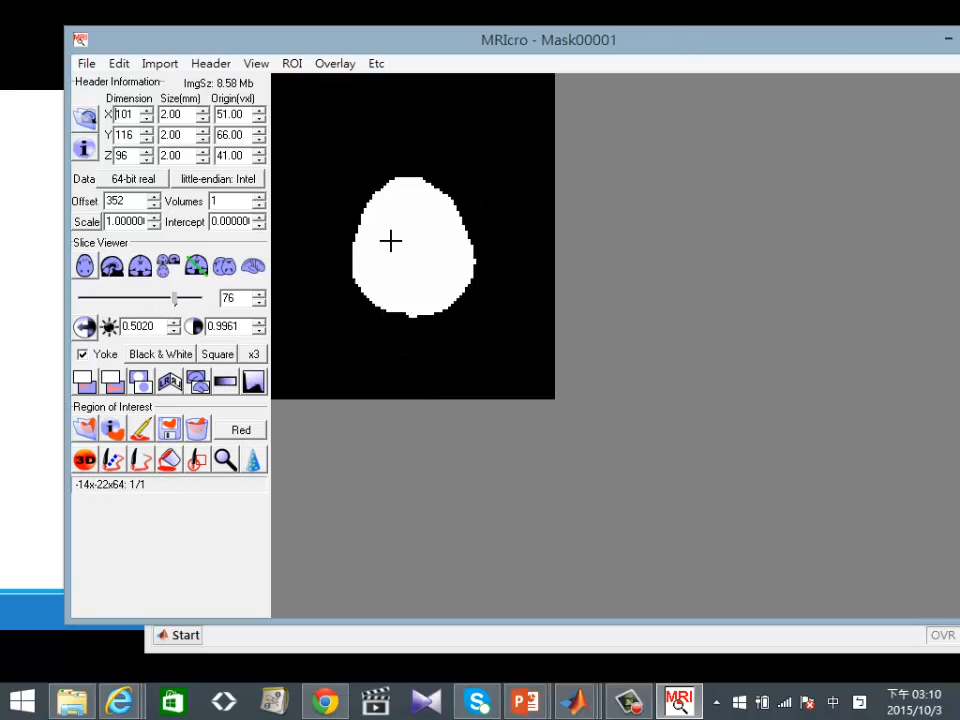 MRIcro - Mask00001
File Edit Import Header View ROI Overlay Etc
Header Information ImgSz: 8.58 Mb
Dimension Size(mm) Origin(vxl)
X 101 2.00 51.00
Y 116 2.00 66.00
Z 96 2.00 41.00
Data 64-bit real little-endian: Intel
Offset 352 Volumes 1
Scale 1.00000 Intercept 0.00000
Slice Viewer
76
0.5020 0.9961
Yoke Black & White Square x3
Region of Interest
Red
3D
-14x-22x64: 1/1
Start OVR
MRI 中 下午 03:10
2015/10/3